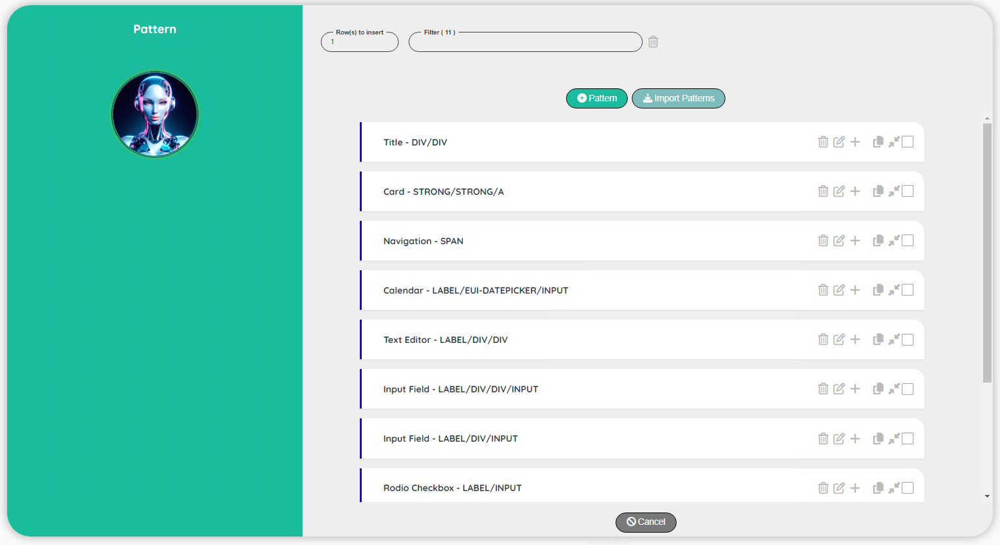 Pattern
Row(s) to insert
1
Filter ( 11 )
Pattern
Import Patterns
Title - DIV/DIV
Card - STRONG/STRONG/A
Navigation - SPAN
Calendar - LABEL/EUI-DATEPICKER/INPUT
Text Editor - LABEL/DIV/DIV
Input Field - LABEL/DIV/DIV/INPUT
Input Field - LABEL/DIV/INPUT
Rodio Checkbox - LABEL/INPUT
Cancel